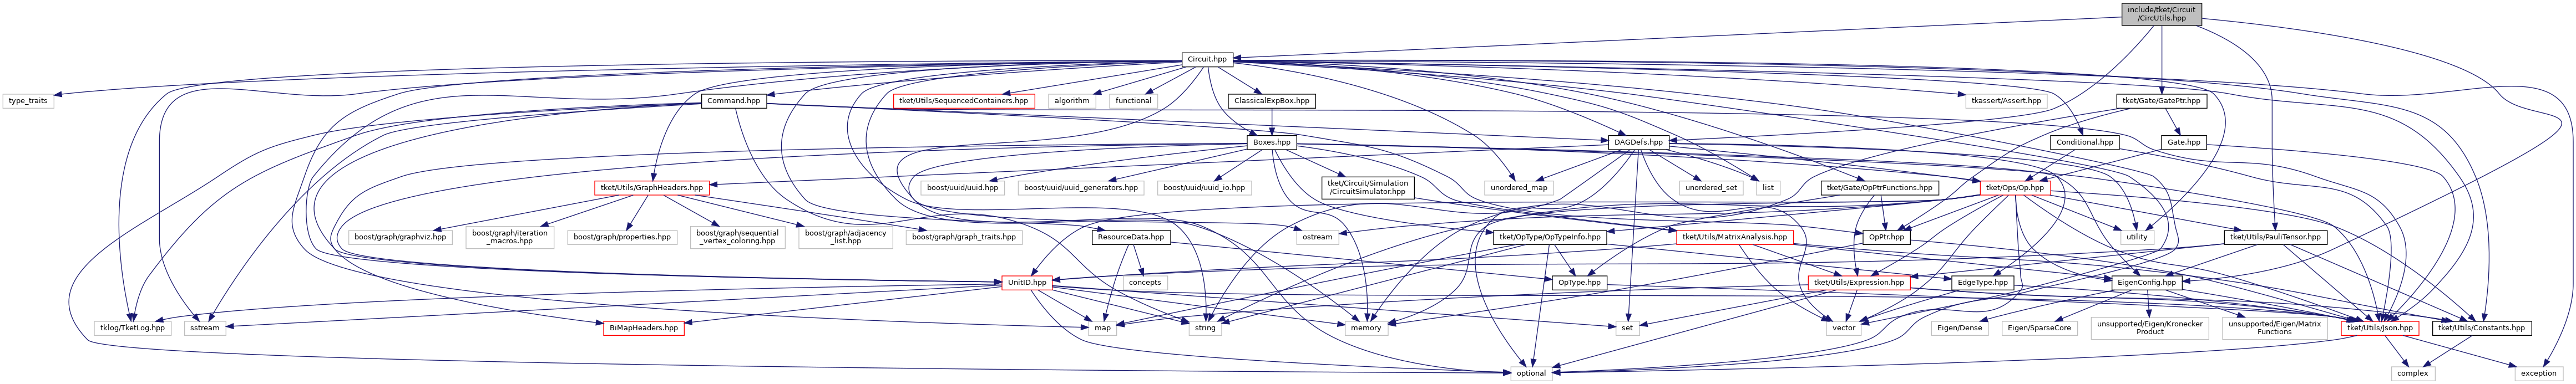 include/tket/Circuit
/CircUtils.hpp
Circuit.hpp
type_traits
Command.hpp
tket/Utils/SequencedContainers.hpp
algorithm
functional
ClassicalExpBox.hpp
tkassert/Assert.hpp
tket/Gate/GatePtr.hpp
Boxes.hpp
DAGDefs.hpp
Conditional.hpp
Gate.hpp
tket/Utils/GraphHeaders.hpp
boost/uuid/uuid.hpp
boost/uuid/uuid_generators.hpp
boost/uuid/uuid_io.hpp
tket/Circuit/Simulation
/CircuitSimulator.hpp
unordered_map
unordered_set
list
tket/Gate/OpPtrFunctions.hpp
tket/Ops/Op.hpp
boost/graph/graphviz.hpp
boost/graph/iteration
_macros.hpp
boost/graph/properties.hpp
boost/graph/sequential
_vertex_coloring.hpp
boost/graph/adjacency
_list.hpp
boost/graph/graph_traits.hpp
ResourceData.hpp
ostream
tket/OpType/OpTypeInfo.hpp
tket/Utils/MatrixAnalysis.hpp
OpPtr.hpp
utility
tket/Utils/PauliTensor.hpp
UnitID.hpp
concepts
OpType.hpp
tket/Utils/Expression.hpp
EdgeType.hpp
EigenConfig.hpp
tklog/TketLog.hpp
sstream
BiMapHeaders.hpp
map
string
memory
set
vector
Eigen/Dense
Eigen/SparseCore
unsupported/Eigen/Kronecker
Product
unsupported/Eigen/Matrix
Functions
tket/Utils/Json.hpp
tket/Utils/Constants.hpp
optional
complex
exception